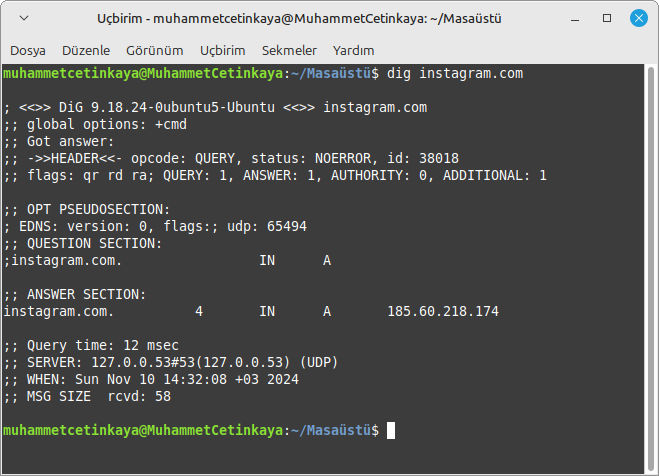 Uçbirim - muhammetcetinkaya@MuhammetCetinkaya: ~/Masaüstü
Dosya Düzenle Görünüm Uçbirim Sekmeler Yardım
muhammetcetinkaya@MuhammetCetinkaya:~/Masaüstü$ dig instagram.com

; <<>> DiG 9.18.24-0ubuntu5-Ubuntu <<>> instagram.com
;; global options: +cmd
;; Got answer:
;; ->>HEADER<<- opcode: QUERY, status: NOERROR, id: 38018
;; flags: qr rd ra; QUERY: 1, ANSWER: 1, AUTHORITY: 0, ADDITIONAL: 1

;; OPT PSEUDOSECTION:
; EDNS: version: 0, flags:; udp: 65494
;; QUESTION SECTION:
;instagram.com.			IN	A

;; ANSWER SECTION:
instagram.com.		4	IN	A	185.60.218.174

;; Query time: 12 msec
;; SERVER: 127.0.0.53#53(127.0.0.53) (UDP)
;; WHEN: Sun Nov 10 14:32:08 +03 2024
;; MSG SIZE  rcvd: 58

muhammetcetinkaya@MuhammetCetinkaya:~/Masaüstü$